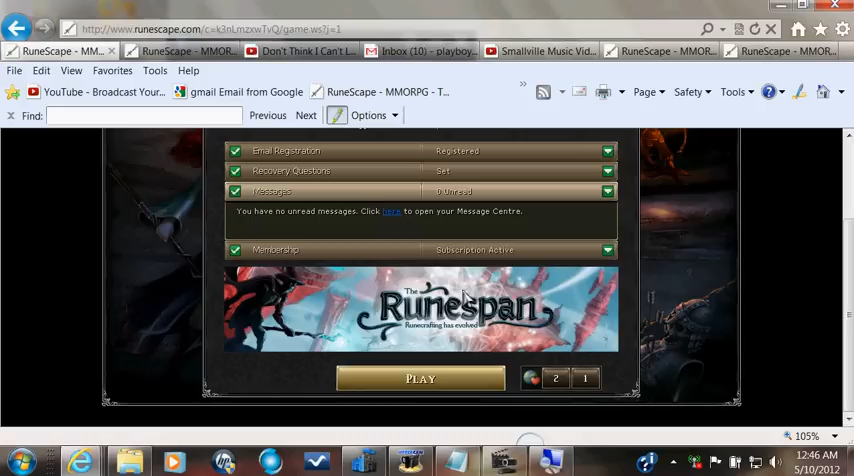 http://www.runescape.com/c=k3nLmzxwTyQ/game.ws?j=1
RuneScape - MM... RuneScape - MMOR... Don't Think I Can't L... Inbox (10) - playboy... Smallville Music Vid... RuneScape - MMOR... RuneScape - MMOR...
File Edit View Favorites Tools Help
YouTube - Broadcast Your... gmail Email from Google RuneScape - MMORPG - T... » Page Safety Tools
Find: Previous Next Options
Email Registration Registered
Recovery Questions Set
Messages 0 Unread
You have no unread messages. Click here to open your Message Centre.
Membership Subscription Active
The
Runespan
Runecrafting has evolved
PLAY 2 1
105%
12:46 AM
5/10/2012